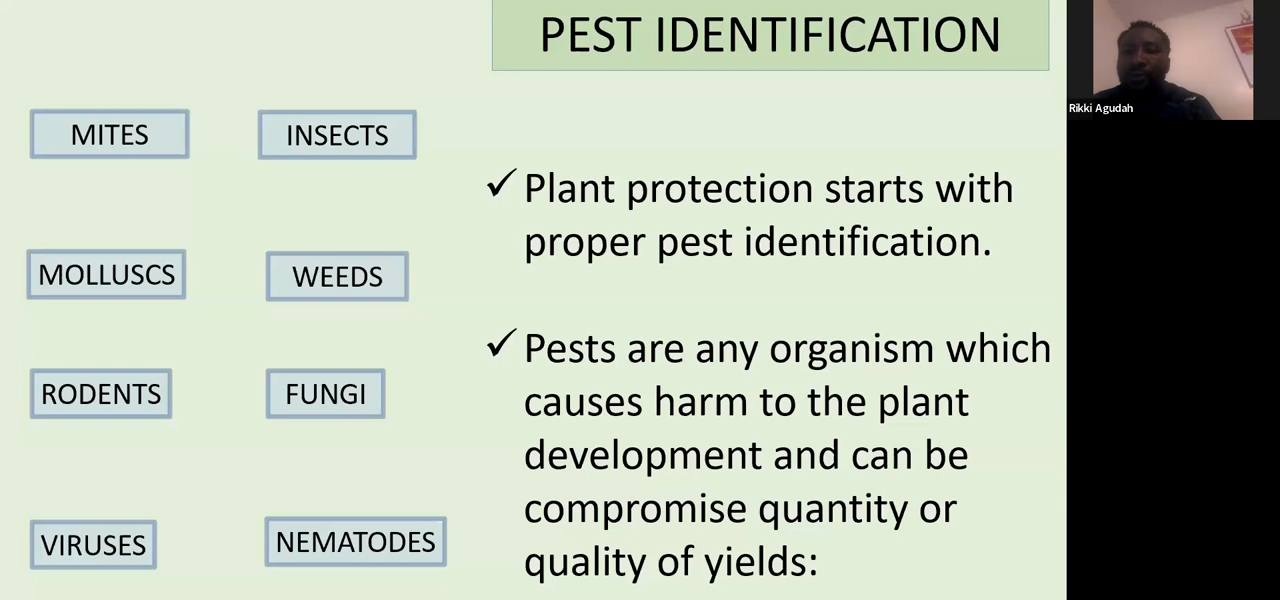 PEST IDENTIFICATION
Rikki Agudah
MITES
INSECTS
MOLLUSCS
WEEDS
RODENTS
FUNGI
VIRUSES
NEMATODES
✓ Plant protection starts with
proper pest identification.
✓ Pests are any organism which
causes harm to the plant
development and can be
compromise quantity or
quality of yields: